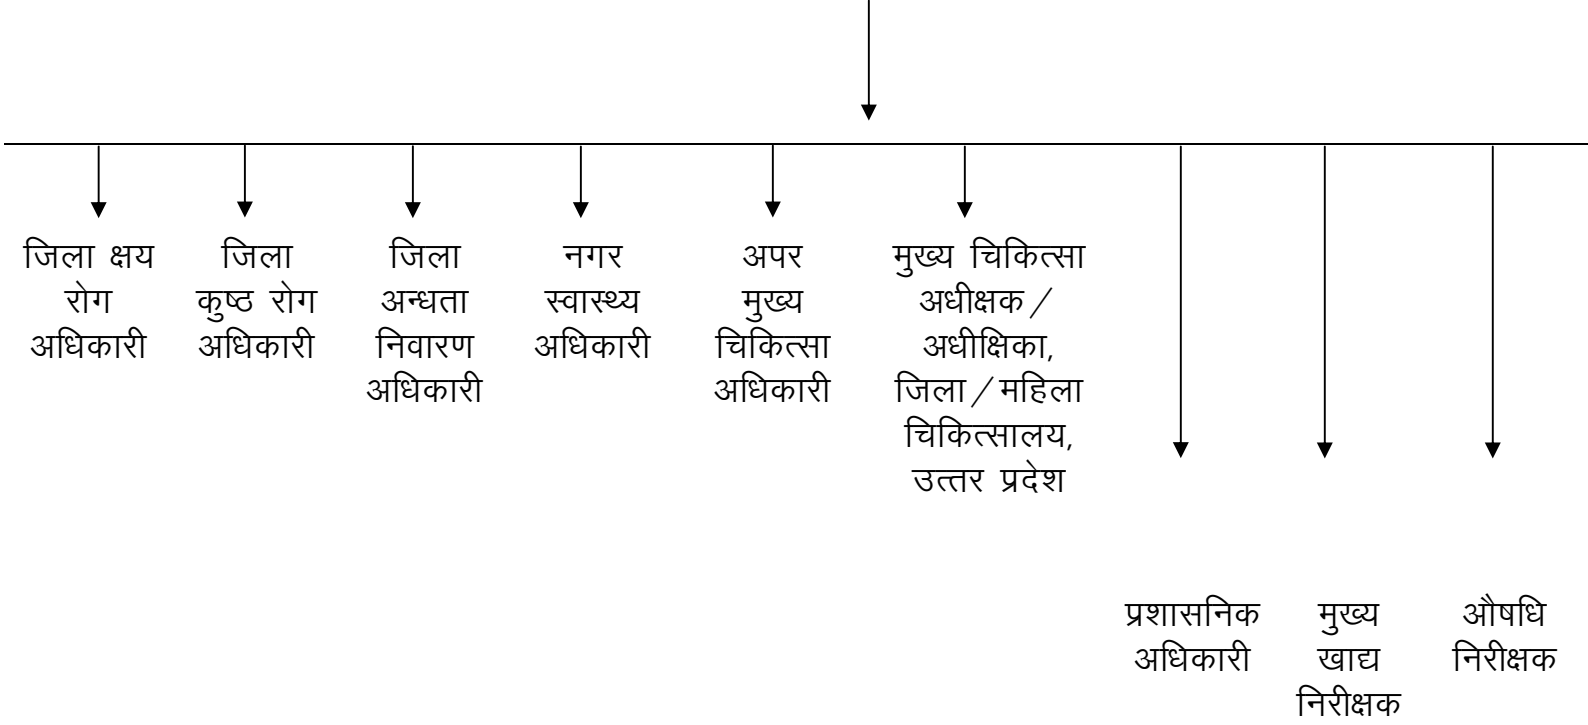 जिला क्षय
रोग
अधिकारी
जिला
कुष्ठ रोग
अधिकारी
जिला
अन्धता
निवारण
अधिकारी
नगर
स्वास्थ्य
अधिकारी
अपर
मुख्य
चिकित्सा
अधिकारी
मुख्य चिकित्सा
अधीक्षक/
अधीक्षिका,
जिला/महिला
चिकित्सालय,
उत्तर प्रदेश
प्रशासनिक
अधिकारी
मुख्य
खाद्य
निरीक्षक
औषधि
निरीक्षक